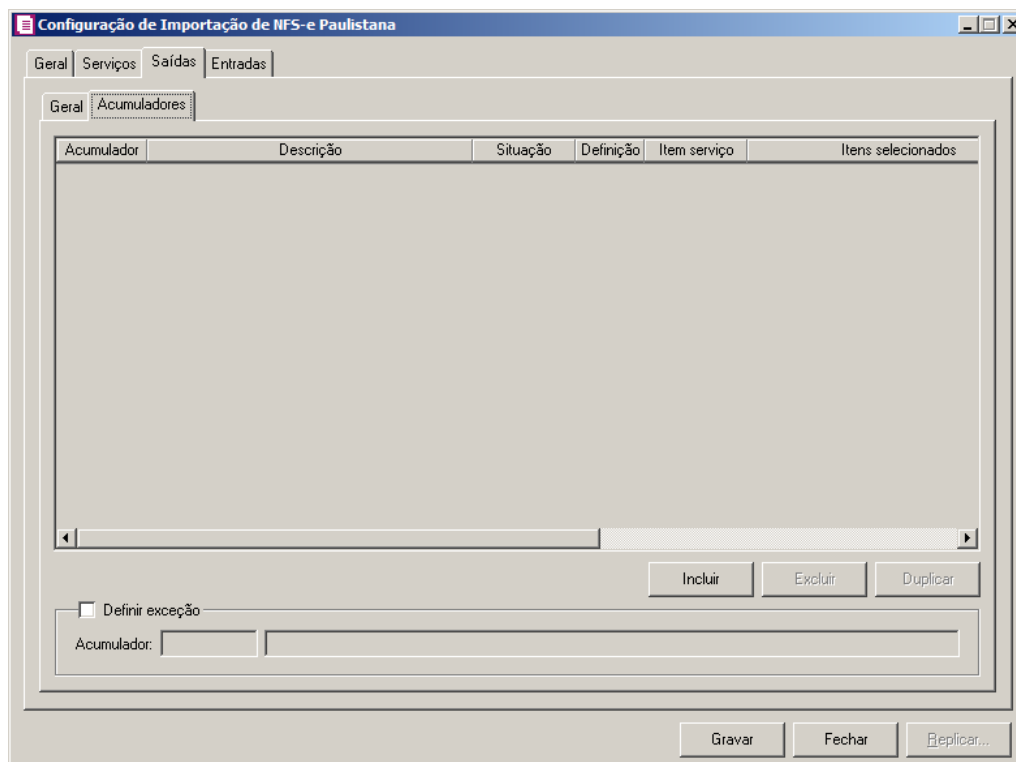 Configuração de Importação de NFS-e Paulistana
Geral Serviços Saídas Entradas
Geral Acumuladores
Acumulador Descrição Situação Definição Item serviço Itens selecionados
Incluir Excluir Duplicar
Definir exceção
Acumulador:
Gravar Fechar Replicar...